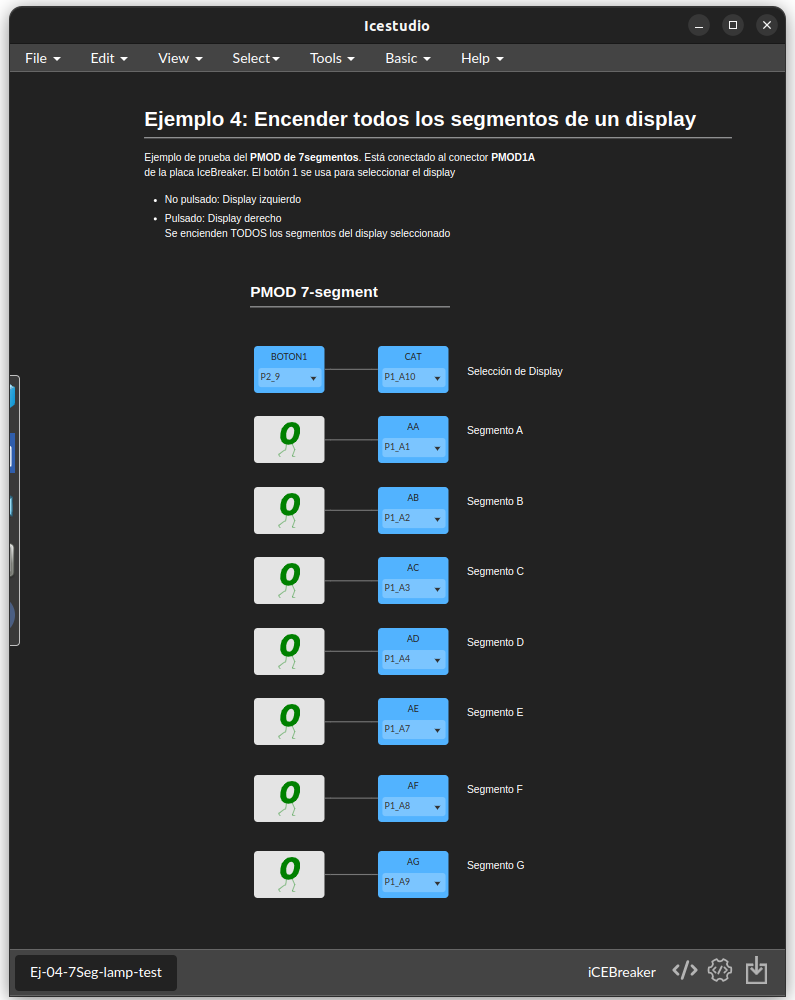 Icestudio
File Edit View Select Tools Basic Help
Ejemplo 4: Encender todos los segmentos de un display
Ejemplo de prueba del PMOD de 7segmentos. Está conectado al conector PMOD1A
de la placa IceBreaker. El botón 1 se usa para seleccionar el display
No pulsado: Display izquierdo
Pulsado: Display derecho
Se encienden TODOS los segmentos del display seleccionado
PMOD 7-segment
BOTON1 CAT
P2_9 P1_A10 Selección de Display
AA
0 P1_A1 Segmento A
AB
0 P1_A2 Segmento B
AC
0 P1_A3 Segmento C
AD
0 P1_A4 Segmento D
AE
0 P1_A7 Segmento E
AF
0 P1_A8 Segmento F
AG
0 P1_A9 Segmento G
Ej-04-7Seg-lamp-test iCEBreaker </> </>